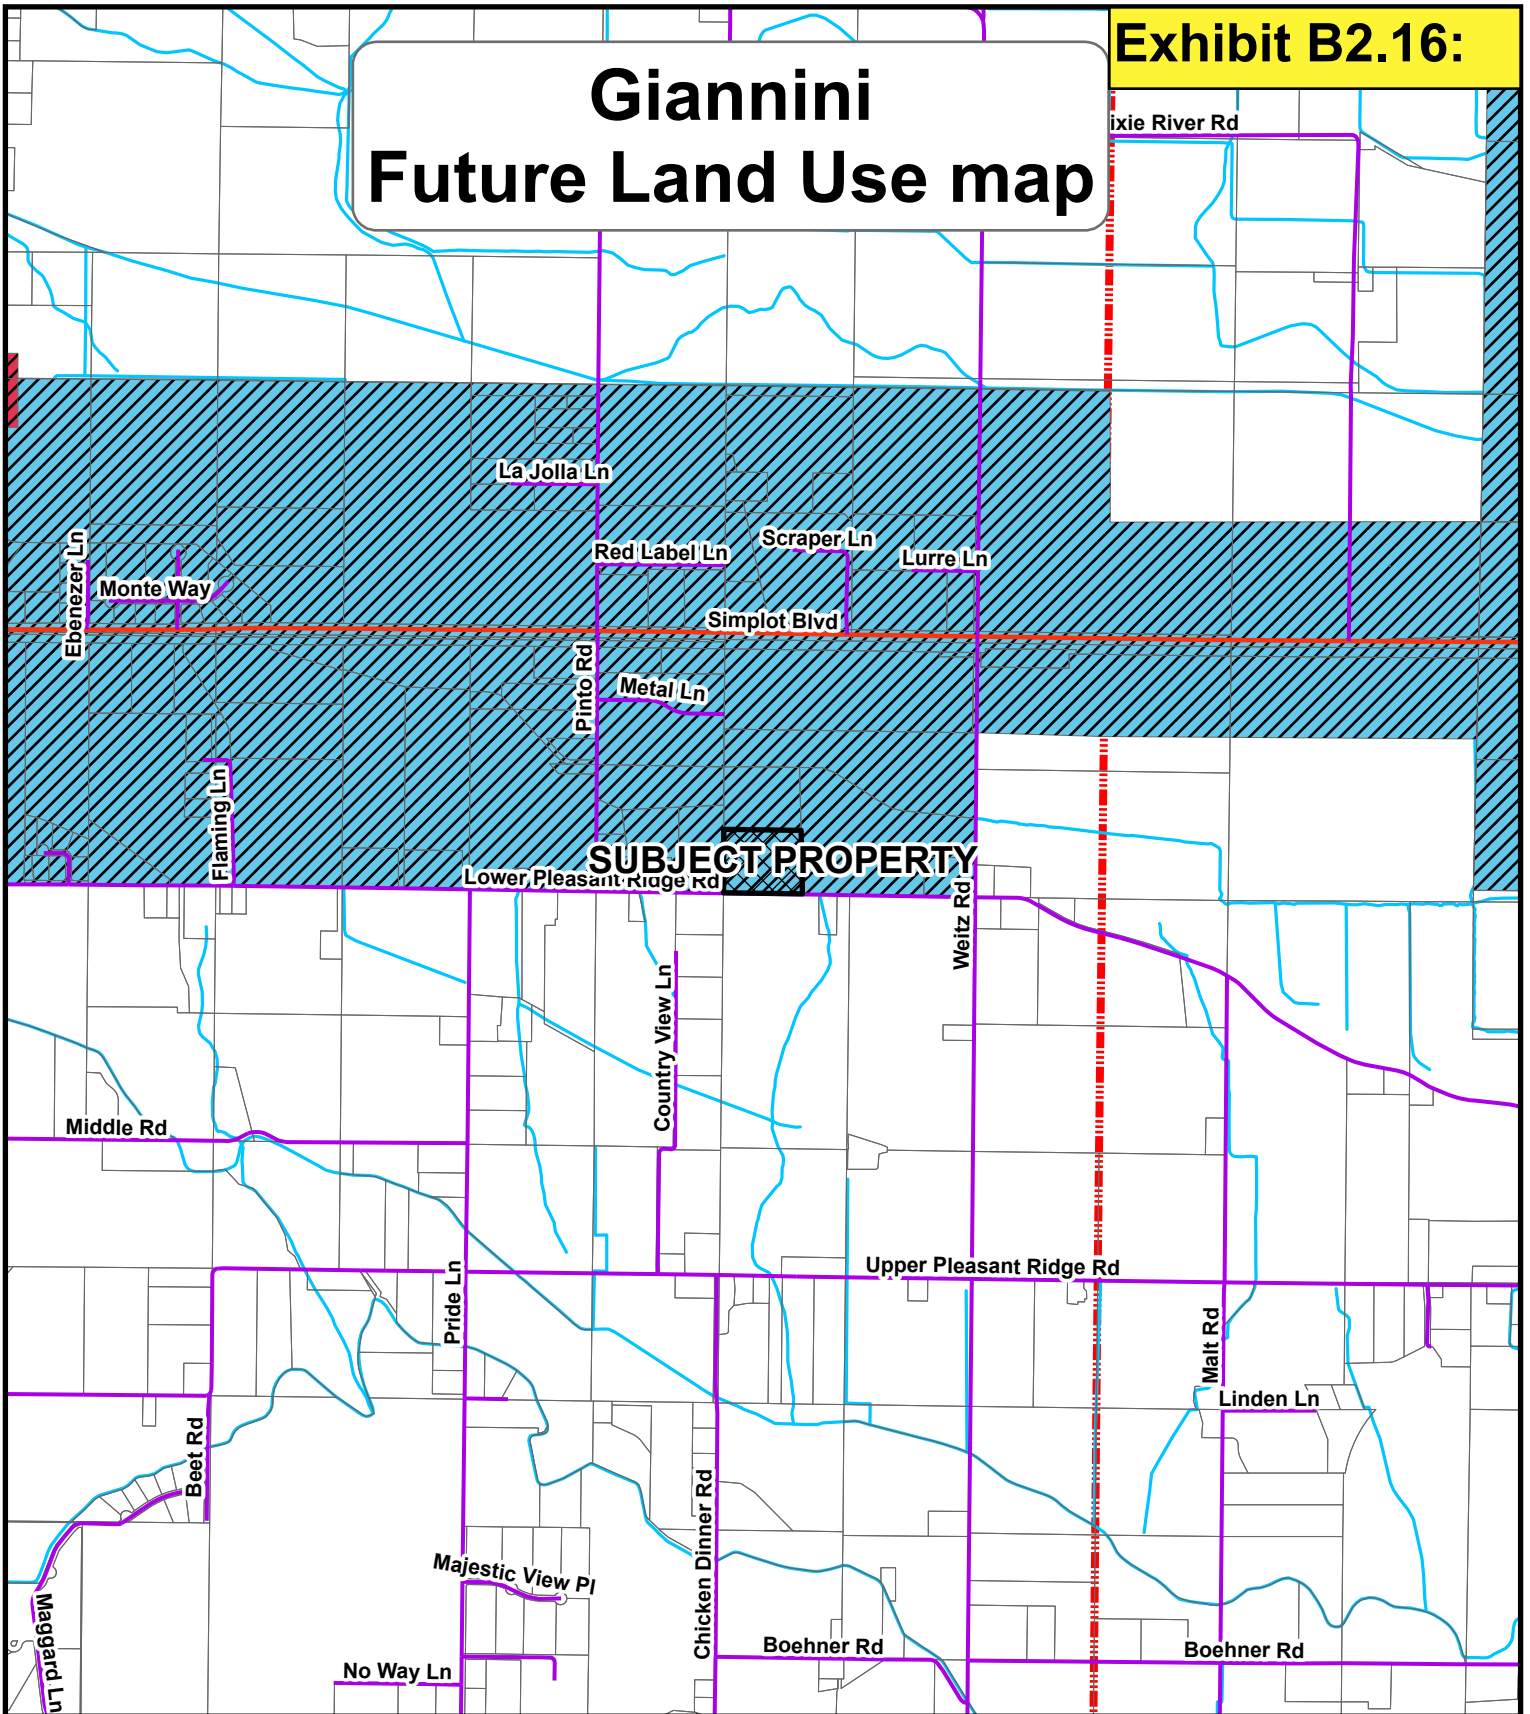 Exhibit B2.16:
Giannini
Future Land Use map
ixie River Rd
La Jolla Ln
Red Label Ln
Scraper Ln
Lurre Ln
Ebenezer Ln
Monte Way
Simplot Blvd
Pinto Rd
Metal Ln
Flaming Ln
SUBJECT PROPERTY
Lower Pleasant Ridge Rd
Weitz Rd
Country View Ln
Middle Rd
Upper Pleasant Ridge Rd
Pride Ln
Malt Rd
Linden Ln
Beet Rd
Chicken Dinner Rd
Majestic View Pl
Maggard Ln
Boehner Rd
Boehner Rd
No Way Ln